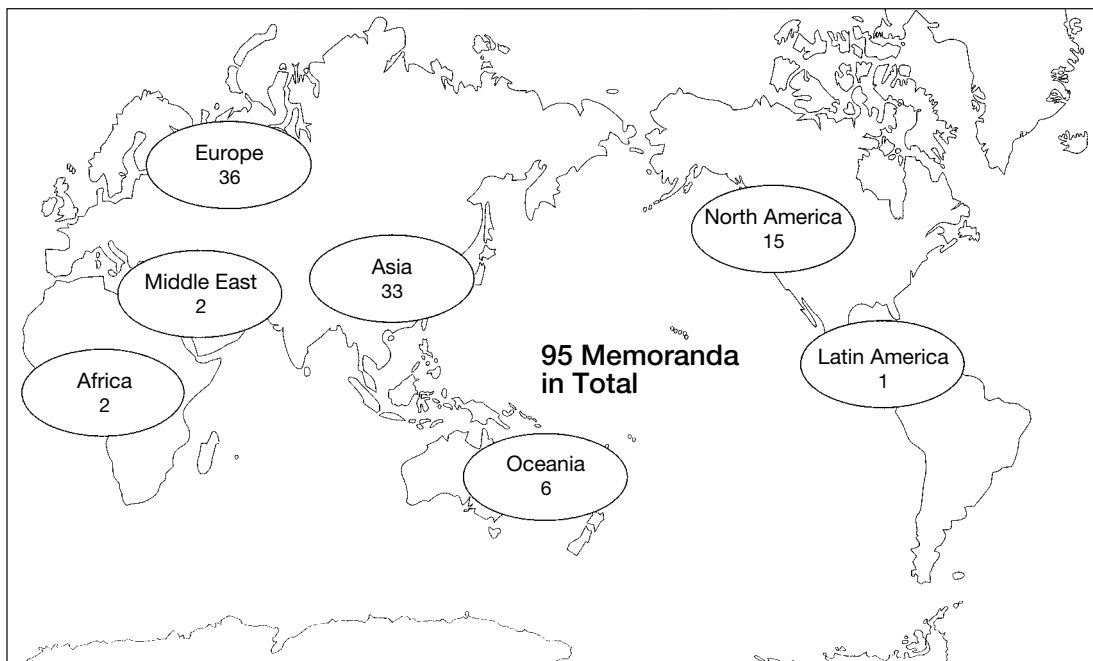 Europe
36
North America
15
Asia
33
Middle East
2
95 Memoranda
in Total
Latin America
1
Africa
2
Oceania
6